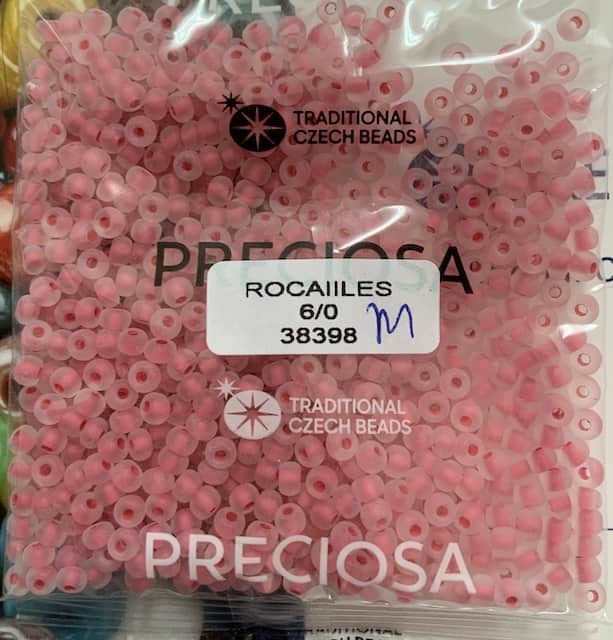 TRADITIONAL
CZECH BEADS
PRECIOSA
ROCAIILES
6/0
38398 m
TRADITIONAL
CZECH BEADS
PRECIOSA